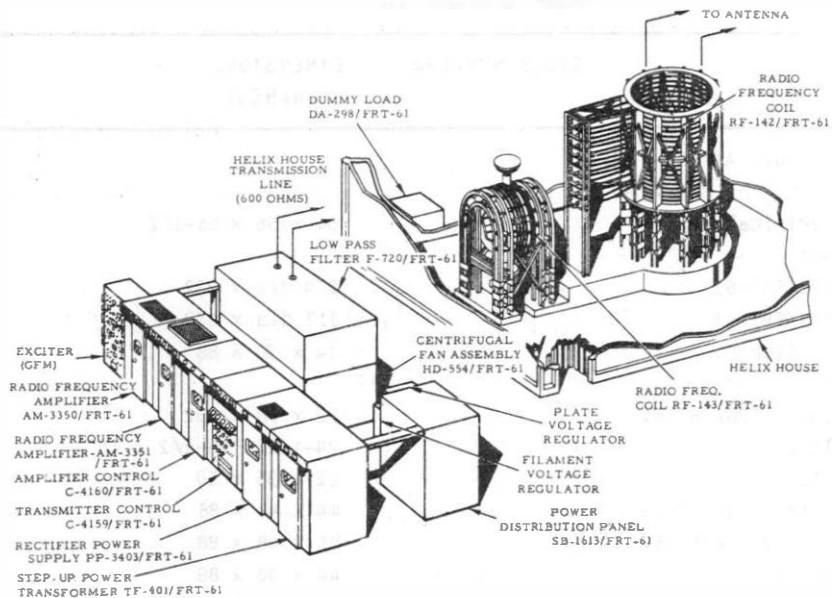 TO ANTENNA
RADIO
FREQUENCY
COIL
RF-142/FRT-61
DUMMY LOAD
DA-298/FRT-61
HELIX HOUSE
TRANSMISSION
LINE
(600 OHMS)
LOW PASS
FILTER F-720/FRT-61
EXCITER
(GFM)
CENTRIFUGAL
FAN ASSEMBLY
HD-554/FRT-61
HELIX HOUSE
RADIO FREQUENCY
AMPLIFIER
AM-3350/FRT-61
RADIO FREQ.
COIL RF-143/FRT-61
PLATE
VOLTAGE
REGULATOR
RADIO FREQUENCY
AMPLIFIER-AM-3351
/FRT-61
FILAMENT
VOLTAGE
REGULATOR
AMPLIFIER CONTROL
C-4160/FRT-61
TRANSMITTER CONTROL
C-4159/FRT-61
POWER
DISTRIBUTION PANEL
SB-1613/FRT-61
RECTIFIER POWER
SUPPLY PP-3403/FRT-61
STEP-UP POWER
TRANSFORMER TF-401/FRT-61